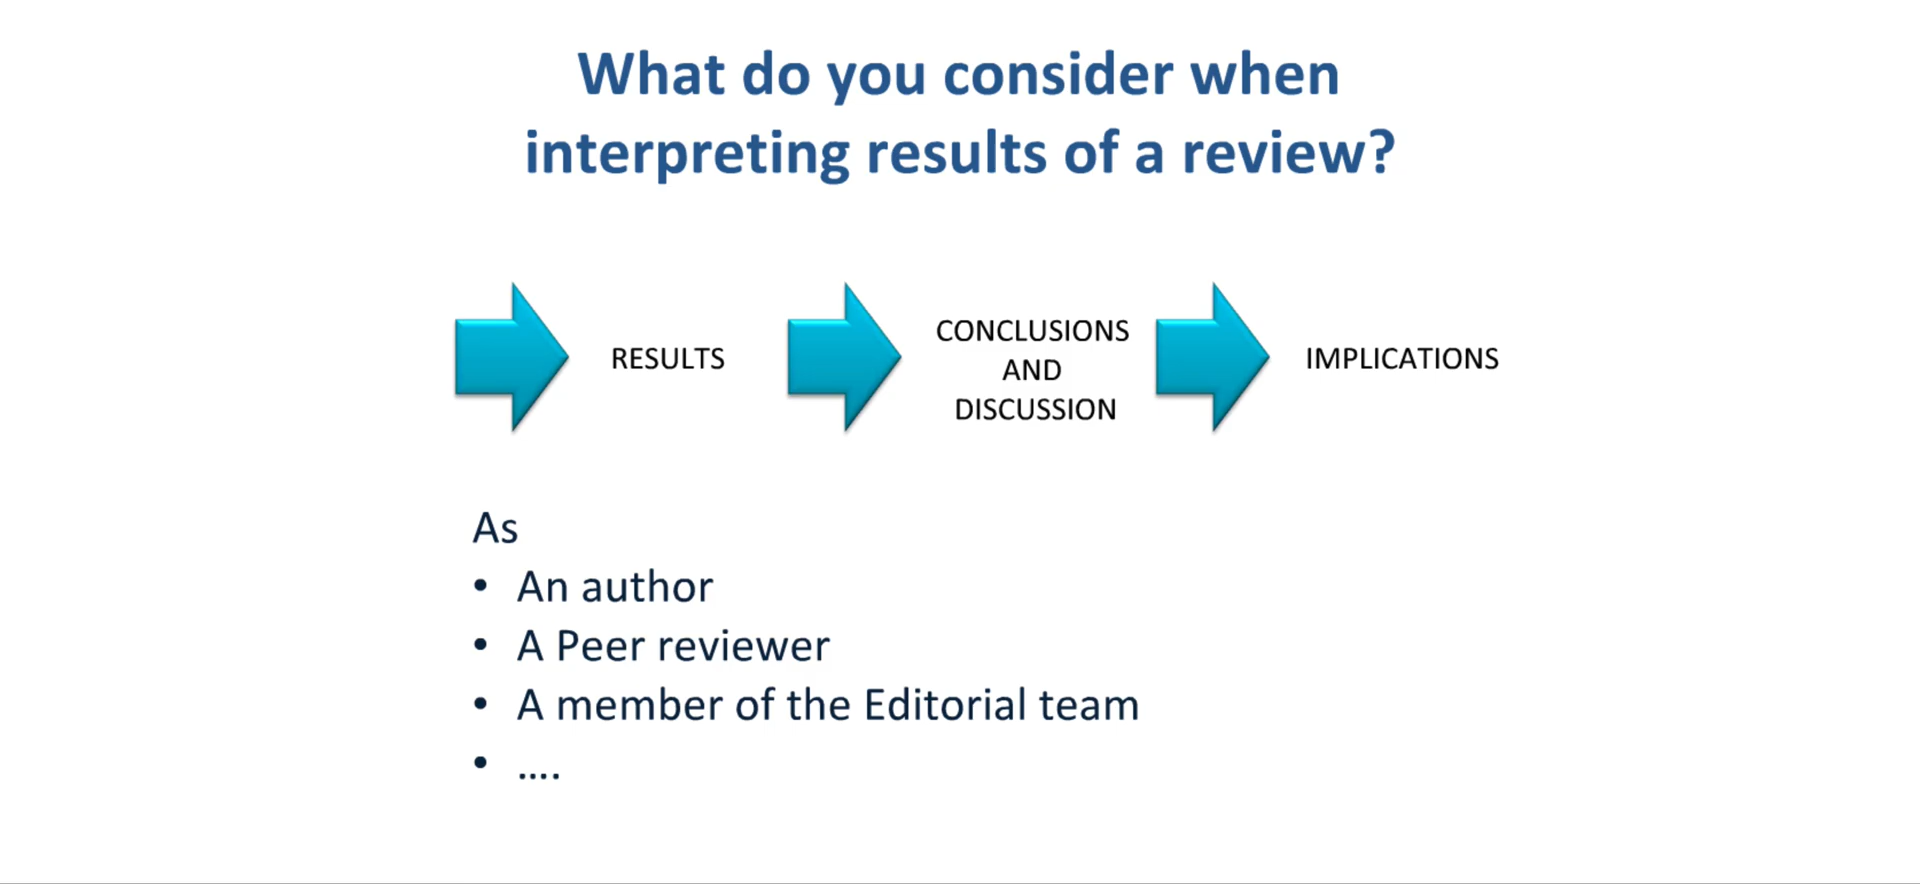 What do you consider when
interpreting results of a review?
RESULTS
CONCLUSIONS
AND
DISCUSSION
IMPLICATIONS
As
• An author
• A Peer reviewer
• A member of the Editorial team
• ....